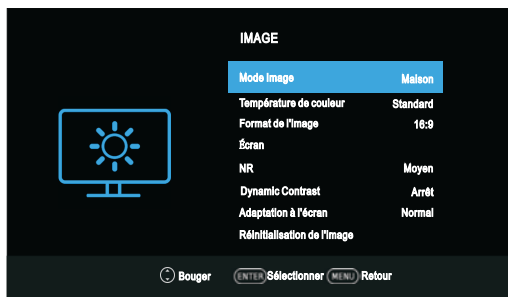 IMAGE
Mode Image Maison
Température de couleur Standard
Format de l'image 16:9
Écran
NR Moyen
Dynamic Contrast Arrêt
Adaptation à l'écran Normal
Réinitialisation de l'image
Bouger ENTER Sélectionner MENU Retour